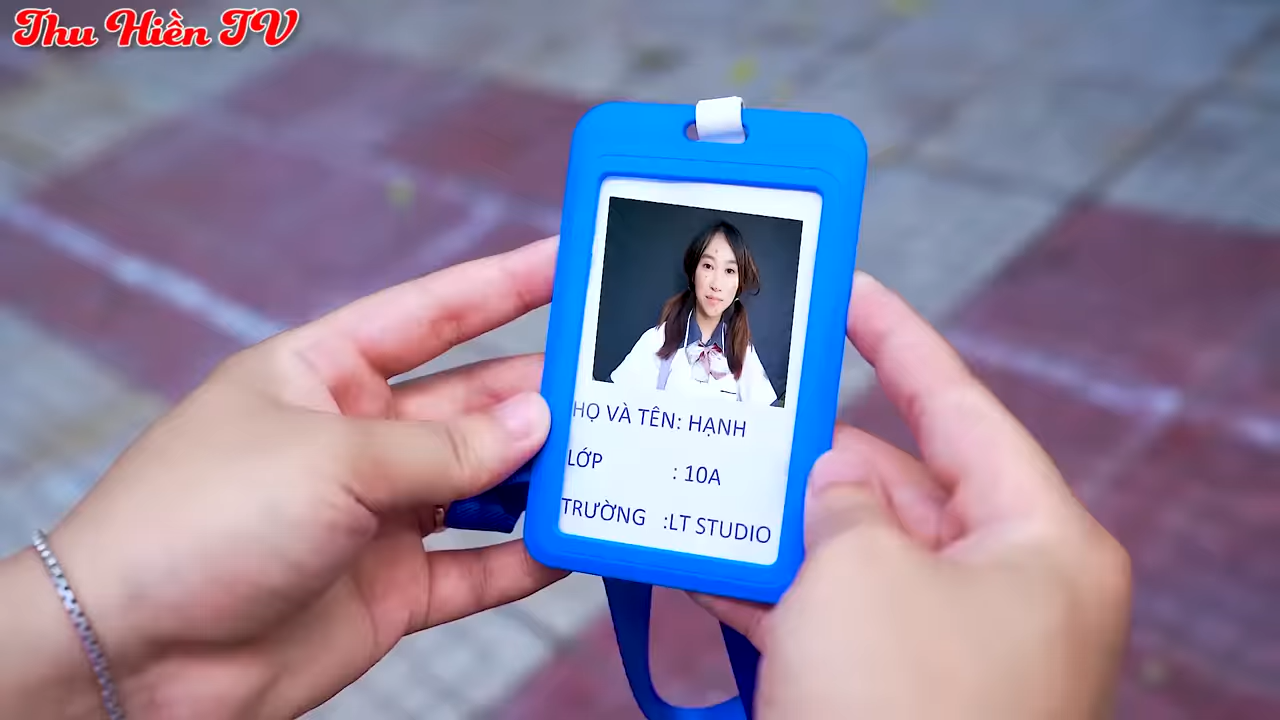 Thu Hiền TV
HỌ VÀ TÊN: HẠNH
LỚP : 10A
TRƯỜNG :LT STUDIO